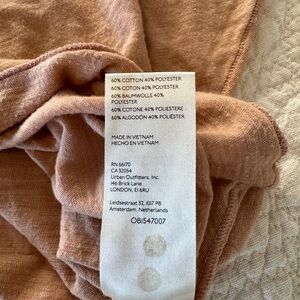 60% COTTON 40% POLYESTER
60% COTON 40% POLYESTER
60% BAUMWOLLE 40%
POLYESTER
60% COTONE 40% POLIESTERE
60% ALGODÓN 40% POLIÉSTER
MADE IN VIETNAM
HECHO EN VIETNAM
RN 66170
CA 32054
Urban Outfitters, Inc.
146 Brick Lane
LONDON, E1 6RU
Leidsestraat 32, 1017 PB
Amsterdam, Netherlands
OB1547007